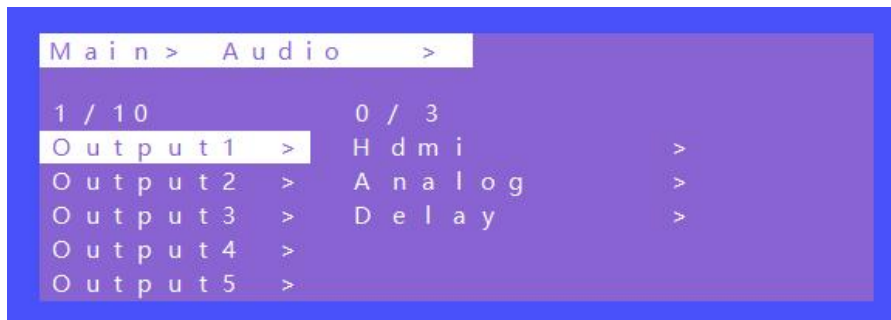 Main> Audio >
1/10 0/ 3
Output1 > Hdmi >
Output2 > Analog >
Output3 > Delay >
Output4 >
Output5 >